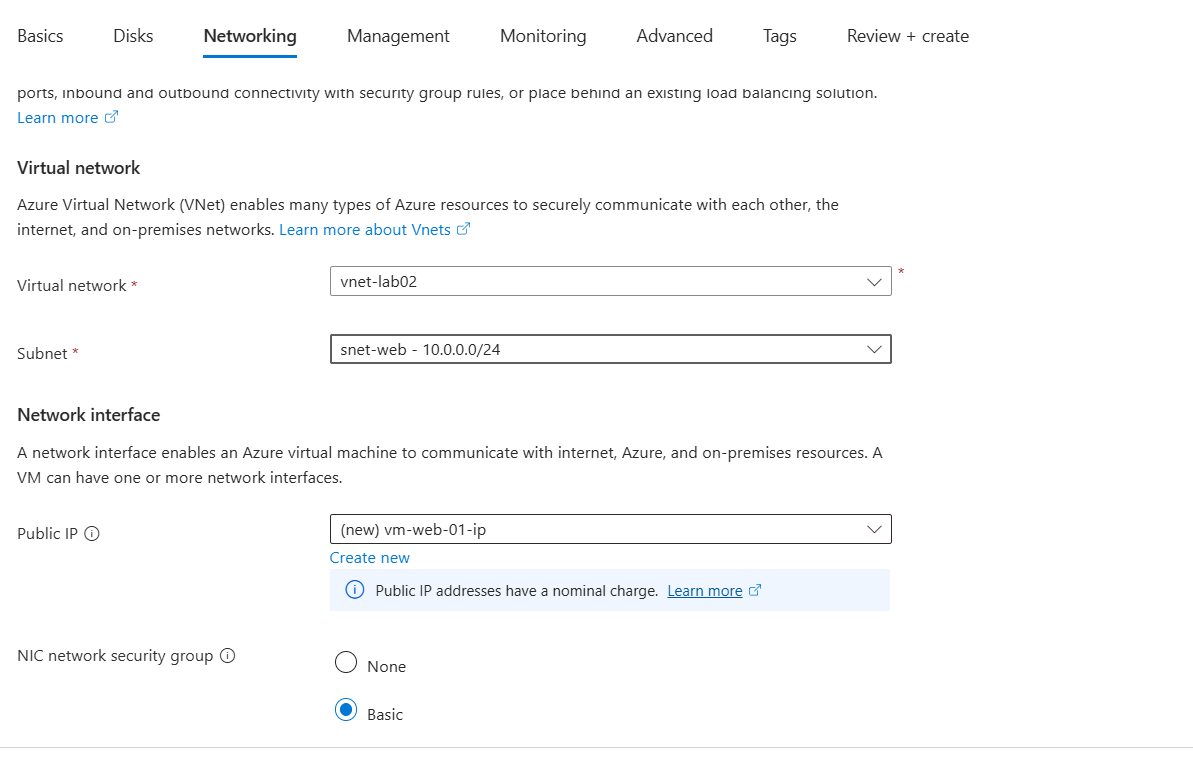 Basics Disks Networking Management Monitoring Advanced Tags Review + create
ports, inbound and outbound connectivity with security group rules, or place behind an existing load balancing solution.
Learn more
Virtual network
Azure Virtual Network (VNet) enables many types of Azure resources to securely communicate with each other, the
internet, and on-premises networks. Learn more about Vnets
Virtual network * vnet-lab02 *
Subnet * snet-web - 10.0.0.0/24
Network interface
A network interface enables an Azure virtual machine to communicate with internet, Azure, and on-premises resources. A
VM can have one or more network interfaces.
Public IP (new) vm-web-01-ip
Create new
Public IP addresses have a nominal charge. Learn more
NIC network security group
None
Basic